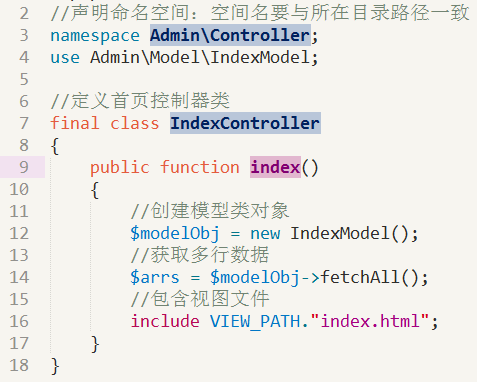 2 //声明命名空间：空间名要与所在目录路径一致
3 namespace Admin\Controller;
4 use Admin\Model\IndexModel;
5
6 //定义首页控制器类
7 final class IndexController
8 {
9     public function index()
10     {
11         //创建模型类对象
12         $modelObj = new IndexModel();
13         //获取多行数据
14         $arrs = $modelObj->fetchAll();
15         //包含视图文件
16         include VIEW_PATH."index.html";
17     }
18 }